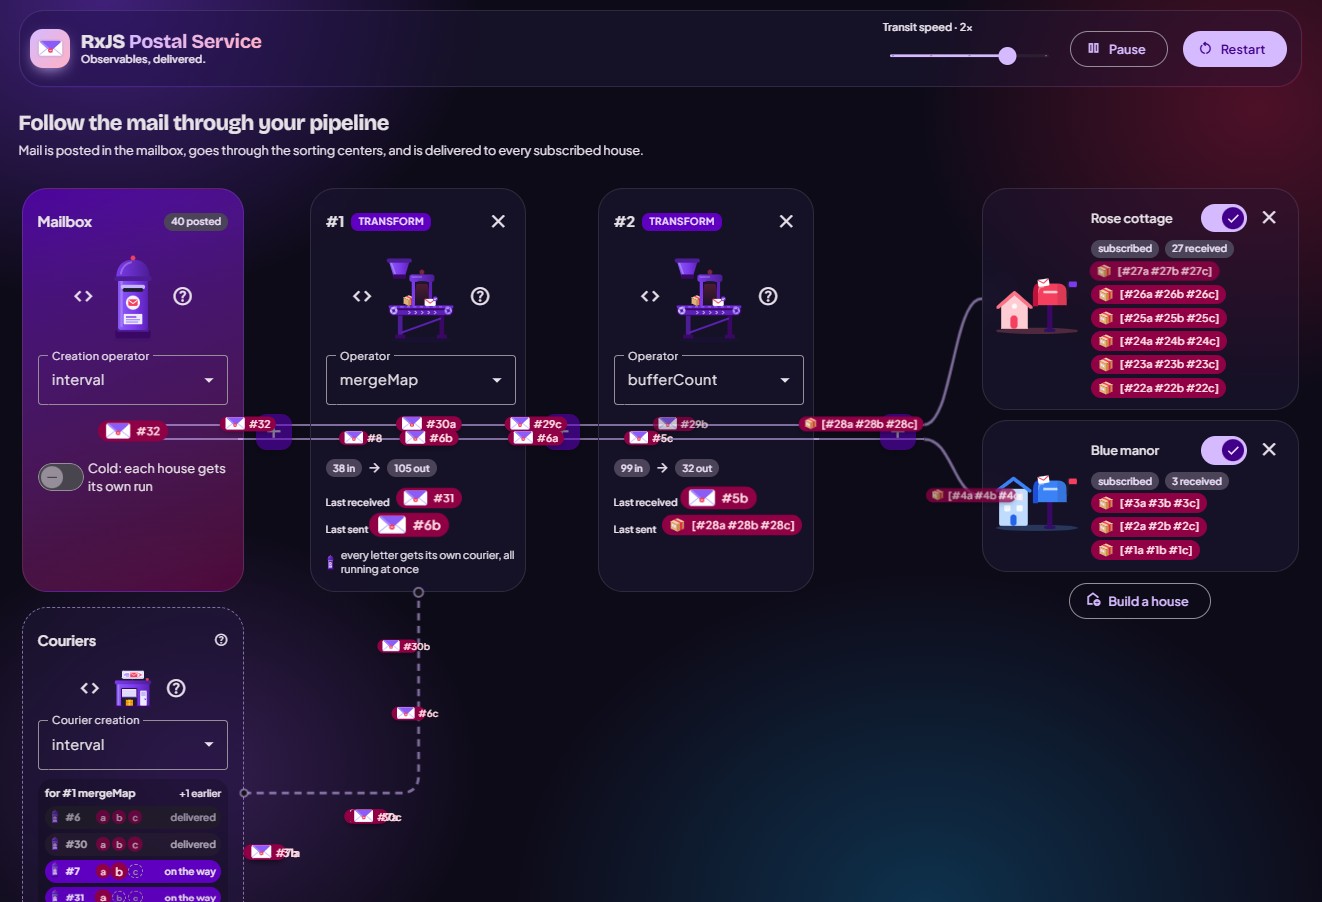 RxJS Postal Service
Observables, delivered.
Transit speed · 2×
Pause
Restart
Follow the mail through your pipeline
Mail is posted in the mailbox, goes through the sorting centers, and is delivered to every subscribed house.
Mailbox
40 posted
Creation operator
interval
#32
#32
Cold: each house gets
its own run
#1 TRANSFORM
Operator
mergeMap
#30a
#29c
#8
#6b
#6a
38 in → 105 out
Last received #31
Last sent #6b
every letter gets its own courier, all
running at once
#2 TRANSFORM
Operator
bufferCount
#29b
[#28a #28b #28c]
#5c
99 in → 32 out
Last received #5b
Last sent [#28a #28b #28c]
Rose cottage
subscribed 27 received
[#27a #27b #27c]
[#26a #26b #26c]
[#25a #25b #25c]
[#24a #24b #24c]
[#23a #23b #23c]
[#22a #22b #22c]
Blue manor
subscribed 3 received
[#4a #4b #4c
[#3a #3b #3c]
[#2a #2b #2c]
[#1a #1b #1c]
Build a house
#30b
#6c
Couriers
Courier creation
interval
for #1 mergeMap +1 earlier
#6 a b c delivered
#30 a b c delivered
#7 a b c on the way
#31 a b c on the way